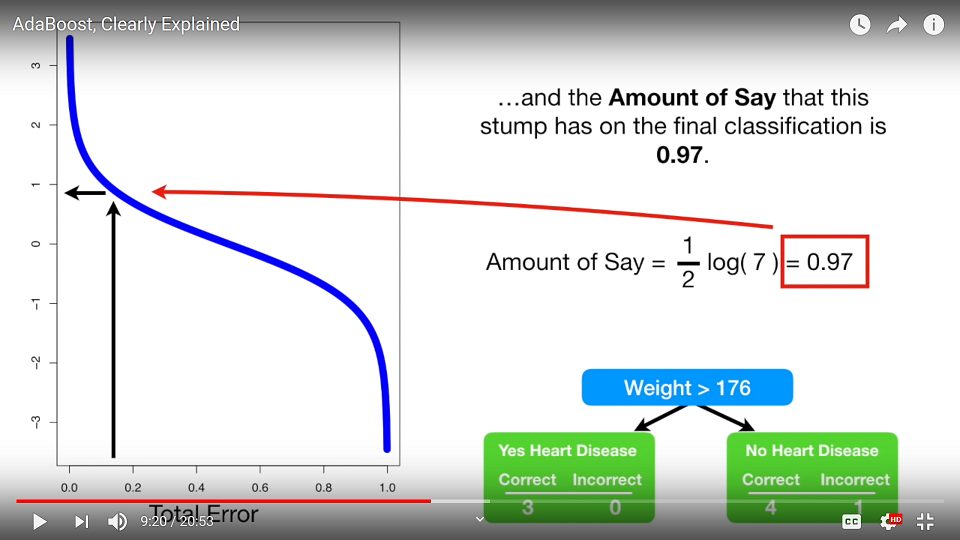 AdaBoost, Clearly Explained
…and the Amount of Say that this
stump has on the final classification is
0.97.
3
2
1
0
-1
-2
-3
Amount of Say = 1/2 log( 7 ) = 0.97
Weight > 176
Yes Heart Disease
Correct Incorrect
3 0
No Heart Disease
Correct Incorrect
4 1
0.0 0.2 0.4 0.6 0.8 1.0
Total Error
9:20 / 20:53
CC
HD